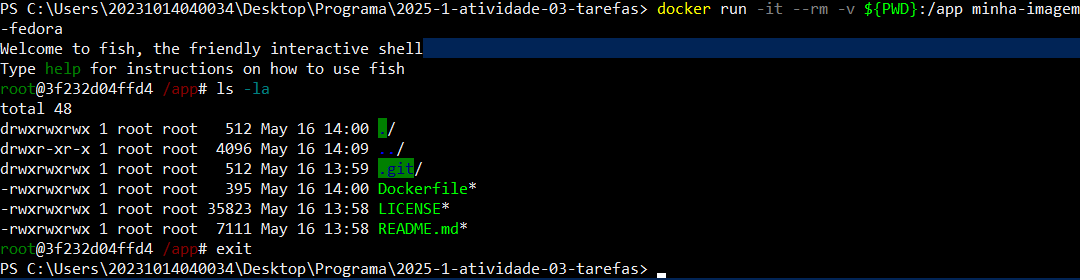 PS C:\Users\20231014040034\Desktop\Programa\2025-1-atividade-03-tarefas> docker run -it --rm -v ${PWD}:/app minha-imagem
-fedora
Welcome to fish, the friendly interactive shell
Type help for instructions on how to use fish
root@3f232d04ffd4 /app# ls -la
total 48
drwxrwxrwx 1 root root   512 May 16 14:00 ./
drwxr-xr-x 1 root root  4096 May 16 14:09 ../
drwxrwxrwx 1 root root   512 May 16 13:59 .git/
-rwxrwxrwx 1 root root   395 May 16 14:00 Dockerfile*
-rwxrwxrwx 1 root root 35823 May 16 13:58 LICENSE*
-rwxrwxrwx 1 root root  7111 May 16 13:58 README.md*
root@3f232d04ffd4 /app# exit
PS C:\Users\20231014040034\Desktop\Programa\2025-1-atividade-03-tarefas>